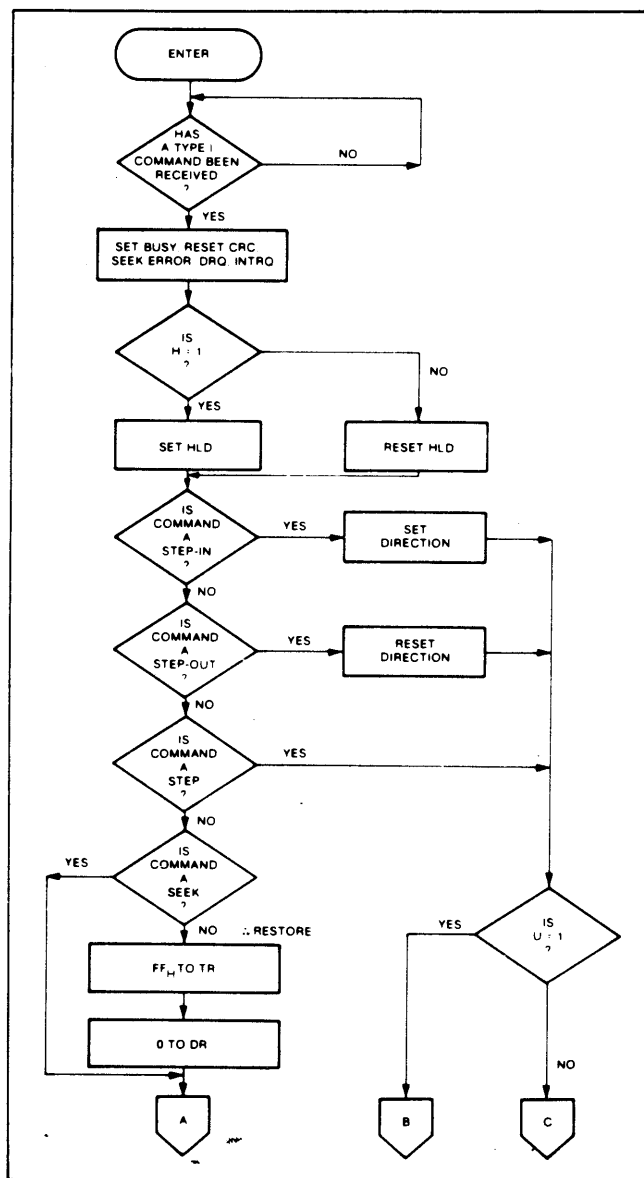 ENTER
HAS
A TYPE I
COMMAND BEEN
RECEIVED
?
NO
YES
SET BUSY RESET CRC
SEEK ERROR DRQ. INTRQ
IS
H = 1
?
NO
YES
SET HLD
RESET HLD
IS
COMMAND
A
STEP-IN
?
YES
SET
DIRECTION
NO
IS
COMMAND
A
STEP-OUT
?
YES
RESET
DIRECTION
NO
IS
COMMAND
A
STEP
?
YES
NO
IS
COMMAND
A
SEEK
?
YES
NO ∴ RESTORE
IS
U = 1
?
YES
NO
FFH TO TR
0 TO DR
A
B
C